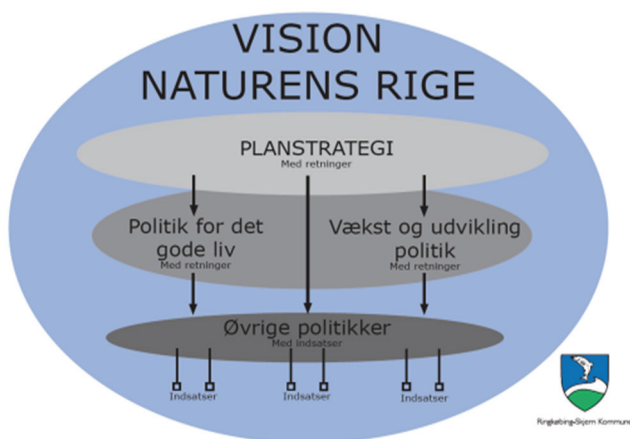 VISION
NATURENS RIGE
PLANSTRATEGI
Med retninger
Politik for det
gode liv
Med retninger
Vækst og udvikling
politik
Med retninger
Øvrige politikker
Med indsatser
Indsatser
Indsatser
Indsatser
Ringkøbing-Skjern Kommune